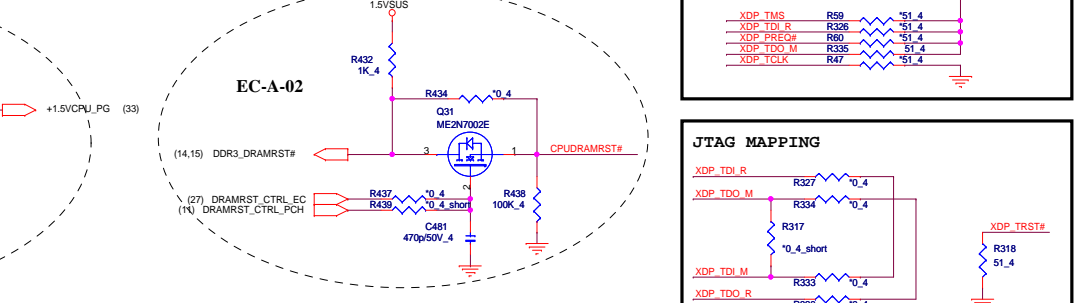 1.5VSUS
R432
1K_4
EC-A-02
R434 *0_4
Q31
ME2N7002E
+1.5VCPU_PG (33)
(14,15) DDR3_DRAMRST#
3
1
CPUDRAMRST#
2
(27) DRAMRST_CTRL_EC
R437 *0_4
(11) DRAMRST_CTRL_PCH
R439 *0_4_short
R438
100K_4
C481
470p/50V_4
XDP_TMS R59 *51_4
XDP_TDI_R R326 *51_4
XDP_PREQ# R60 *51_4
XDP_TDO_M R335 51_4
XDP_TCLK R47 *51_4
JTAG MAPPING
XDP_TDI_R
R327 *0_4
XDP_TDO_M
R334 *0_4
R317
*0_4_short
XDP_TDI_M
R333 *0_4
XDP_TDO_R
XDP_TRST#
R318
51_4